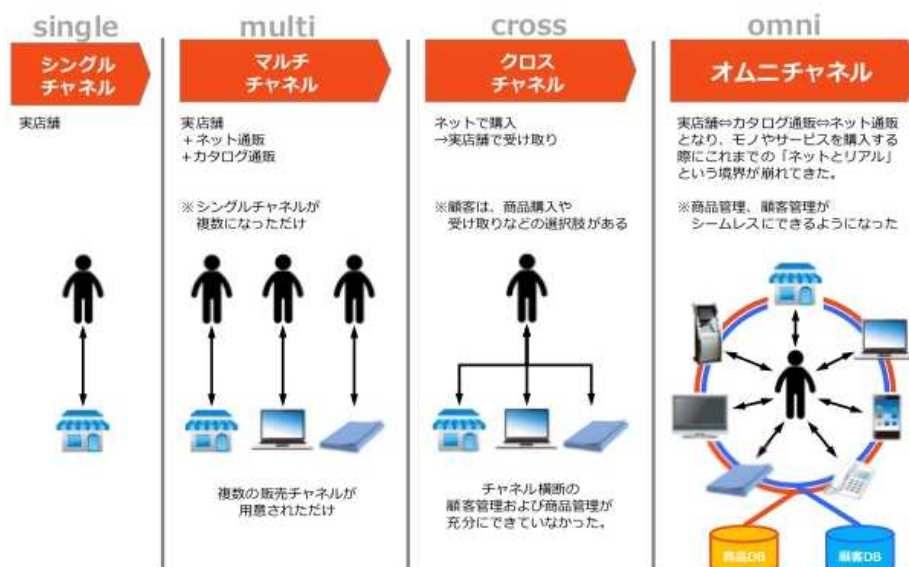 single
シングル
チャネル
実店舗
multi
マルチ
チャネル
実店舗
+ネット通販
+カタログ通販
※シングルチャネルが
複数になっただけ
複数の販売チャネルが
用意されただけ
cross
クロス
チャネル
ネットで購入
→実店舗で受け取り
※顧客は、商品購入や
受け取りなどの選択肢がある
チャネル横断の
顧客管理および商品管理が
充分にできていなかった。
omni
オムニチャネル
実店舗⇔カタログ通販⇔ネット通販
となり、モノやサービスを購入する
際にこれまでの「ネットとリアル」
という境界が崩れてきた。
※商品管理、顧客管理が
シームレスにできるようになった
商品DB
顧客DB